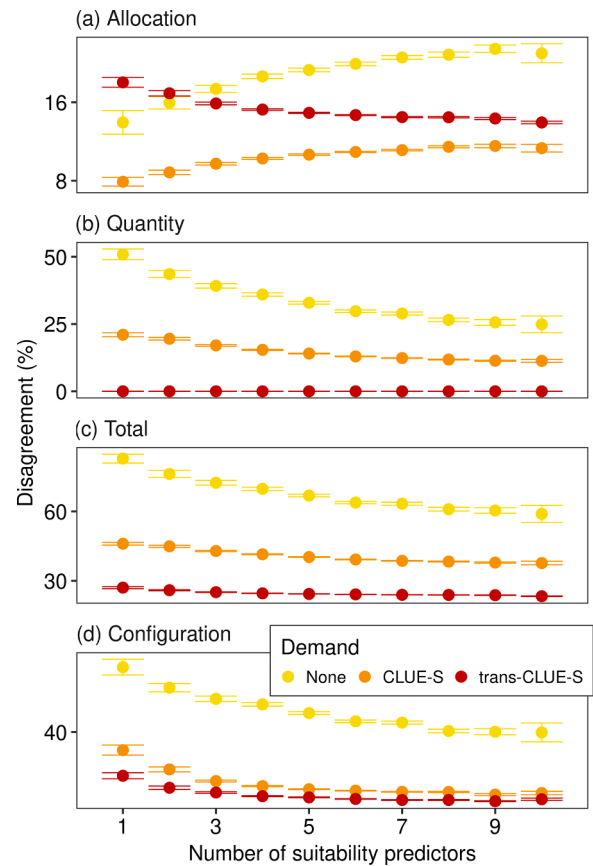 (a) Allocation
16
8
(b) Quantity
50
25
0
(c) Total
60
30
(d) Configuration
40
Demand
None CLUE-S trans-CLUE-S
1 3 5 7 9
Number of suitability predictors
Disagreement (%)